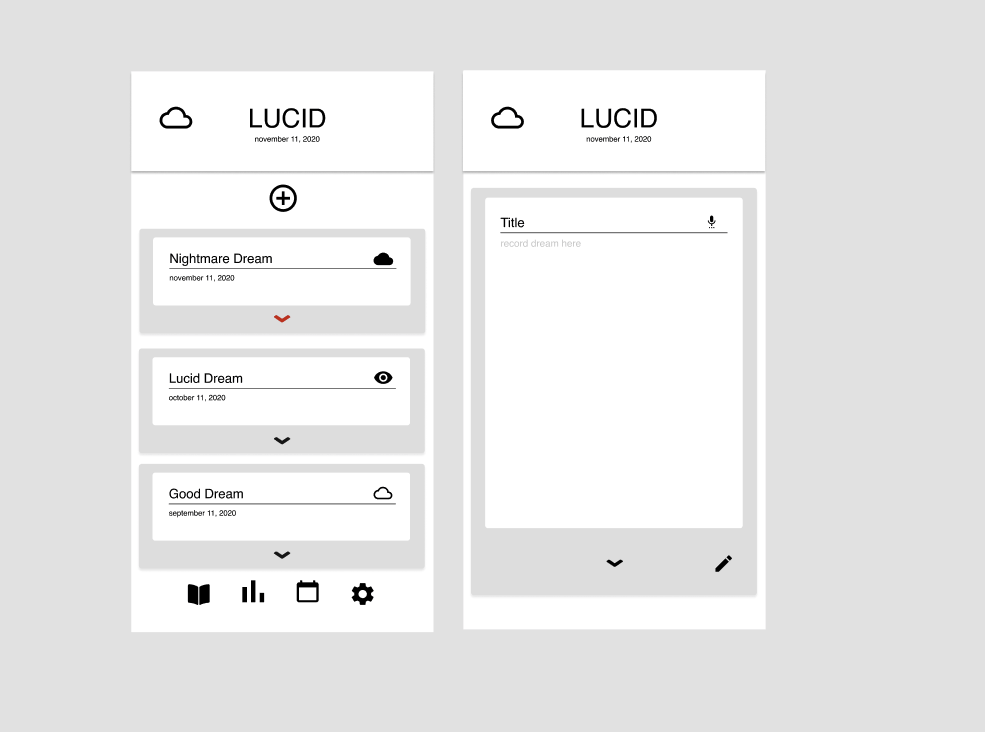 LUCID
november 11, 2020
Nightmare Dream
november 11, 2020
Lucid Dream
october 11, 2020
Good Dream
september 11, 2020
LUCID
november 11, 2020
Title
record dream here